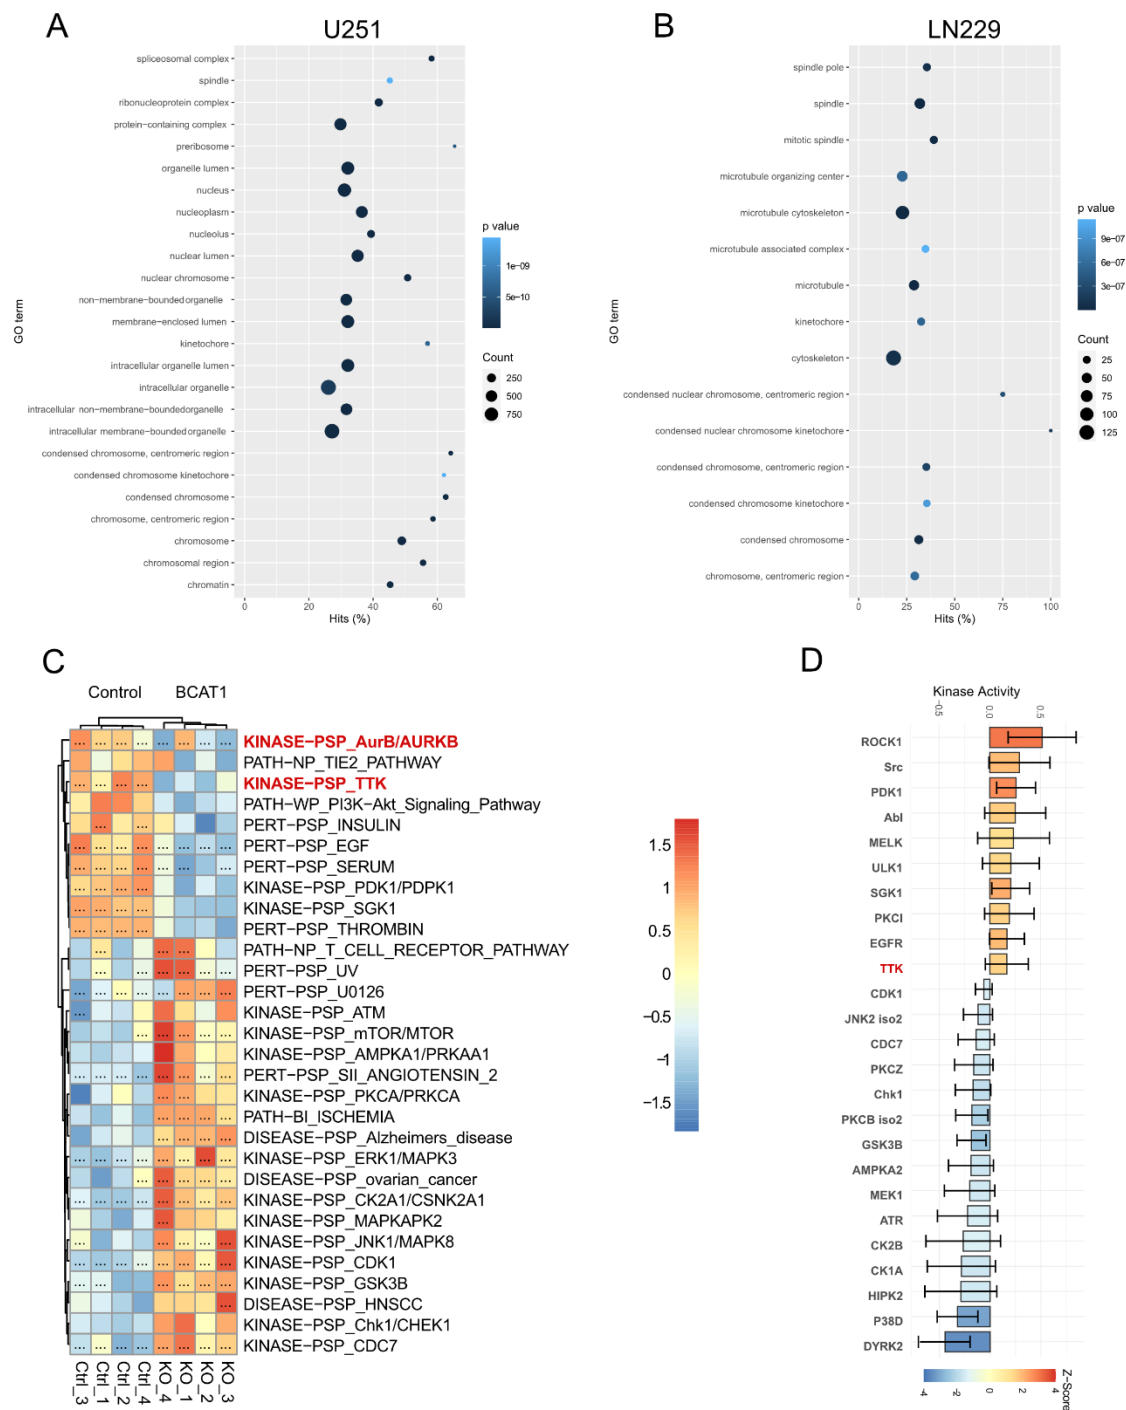 A
U251
GO term
spliceosomal complex
spindle
ribonucleoprotein complex
protein−containing complex
preribosome
organelle lumen
nucleus
nucleoplasm
nucleolus
nuclear lumen
nuclear chromosome
non−membrane−boundedorganelle
membrane−enclosed lumen
kinetochore
intracellular organelle lumen
intracellular organelle
intracellular non−membrane−boundedorganelle
intracellular membrane−boundedorganelle
condensed chromosome, centromeric region
condensed chromosome kinetochore
condensed chromosome
chromosome, centromeric region
chromosome
chromosomal region
chromatin
0 20 40 60
Hits (%)
p value
1e−09
5e−10
Count
250
500
750
B
LN229
GO term
spindle pole
spindle
mitotic spindle
microtubule organizing center
microtubule cytoskeleton
microtubule associated complex
microtubule
kinetochore
cytoskeleton
condensed nuclear chromosome, centromeric region
condensed nuclear chromosome kinetochore
condensed chromosome, centromeric region
condensed chromosome kinetochore
condensed chromosome
chromosome, centromeric region
0 25 50 75 100
Hits (%)
p value
9e−07
6e−07
3e−07
Count
25
50
75
100
125
C
Control BCAT1
KINASE−PSP_AurB/AURKB
PATH−NP_TIE2_PATHWAY
KINASE−PSP_TTK
PATH−WP_PI3K−Akt_Signaling_Pathway
PERT−PSP_INSULIN
PERT−PSP_EGF
PERT−PSP_SERUM
KINASE−PSP_PDK1/PDPK1
KINASE−PSP_SGK1
PERT−PSP_THROMBIN
PATH−NP_T_CELL_RECEPTOR_PATHWAY
PERT−PSP_UV
PERT−PSP_U0126
KINASE−PSP_ATM
KINASE−PSP_mTOR/MTOR
KINASE−PSP_AMPKA1/PRKAA1
PERT−PSP_SII_ANGIOTENSIN_2
KINASE−PSP_PKCA/PRKCA
PATH−BI_ISCHEMIA
DISEASE−PSP_Alzheimers_disease
KINASE−PSP_ERK1/MAPK3
DISEASE−PSP_ovarian_cancer
KINASE−PSP_CK2A1/CSNK2A1
KINASE−PSP_MAPKAPK2
KINASE−PSP_JNK1/MAPK8
KINASE−PSP_CDK1
KINASE−PSP_GSK3B
DISEASE−PSP_HNSCC
KINASE−PSP_Chk1/CHEK1
KINASE−PSP_CDC7
Ctrl_3 Ctrl_1 Ctrl_2 Ctrl_4 KO_4 KO_1 KO_2 KO_3
1.5
1
0.5
0
−0.5
−1
−1.5
D
Kinase Activity
−0.5 0.0 0.5
ROCK1
Src
PDK1
Abl
MELK
ULK1
SGK1
PKCI
EGFR
TTK
CDK1
JNK2 iso2
CDC7
PKCZ
Chk1
PKCB iso2
GSK3B
AMPKA2
MEK1
ATR
CK2B
CK1A
HIPK2
P38D
DYRK2
Z−Score
−4 −2 0 2 4